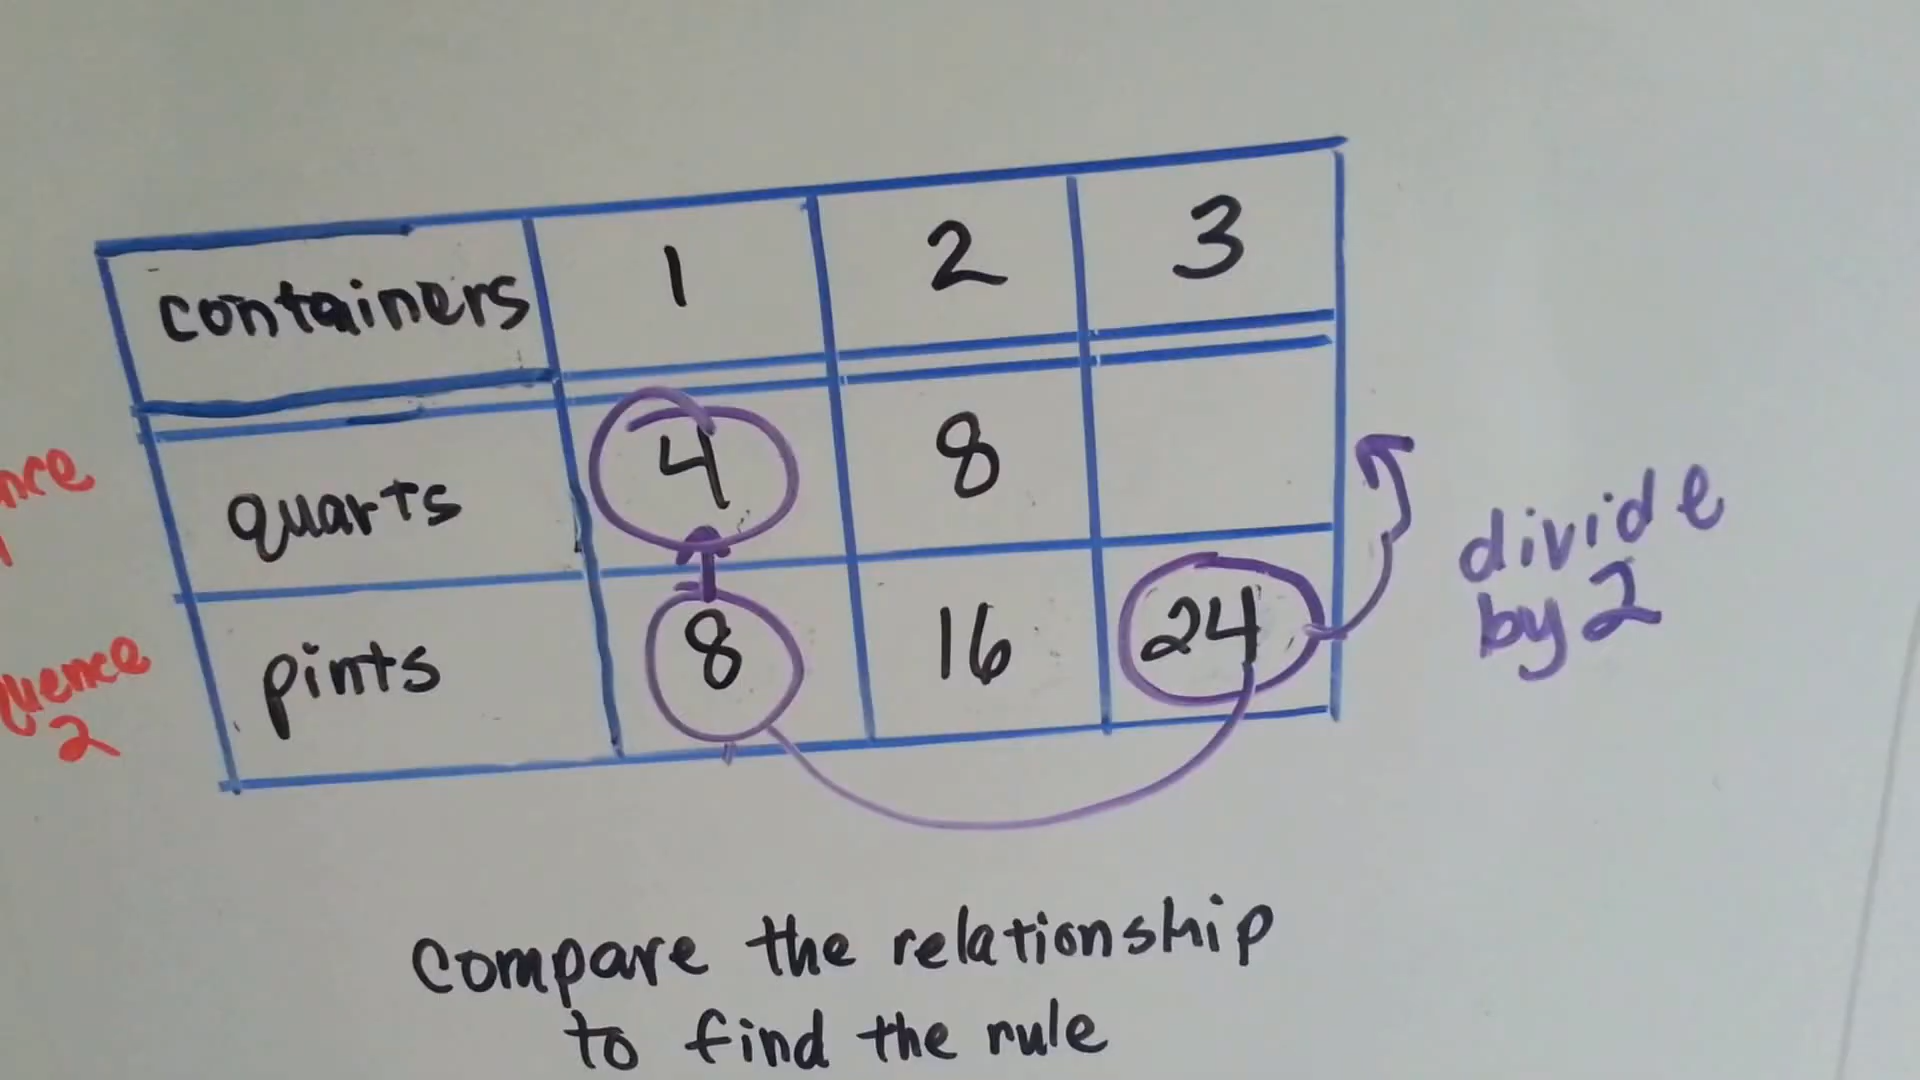 containers 1 2 3
quarts 4 8
pints 8 16 24
divide
by 2
2
compare the relationship
to find the rule